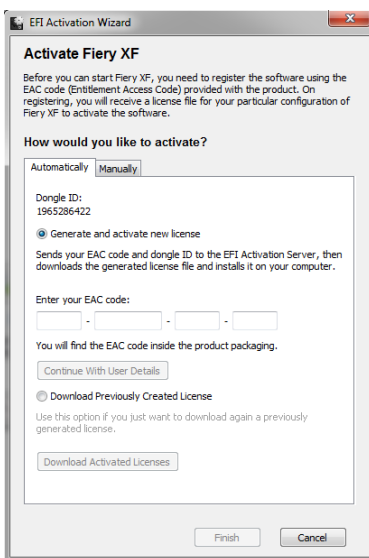 EFI Activation Wizard
Activate Fiery XF
Before you can start Fiery XF, you need to register the software using the
EAC code (Entitlement Access Code) provided with the product. On
registering, you will receive a license file for your particular configuration of
Fiery XF to activate the software.
How would you like to activate?
Automatically Manually
Dongle ID:
1965286422
Generate and activate new license
Sends your EAC code and dongle ID to the EFI Activation Server, then
downloads the generated license file and installs it on your computer.
Enter your EAC code:
- - -
You will find the EAC code inside the product packaging.
Continue With User Details
Download Previously Created License
Use this option if you just want to download again a previously
generated license.
Download Activated Licenses
Finish Cancel